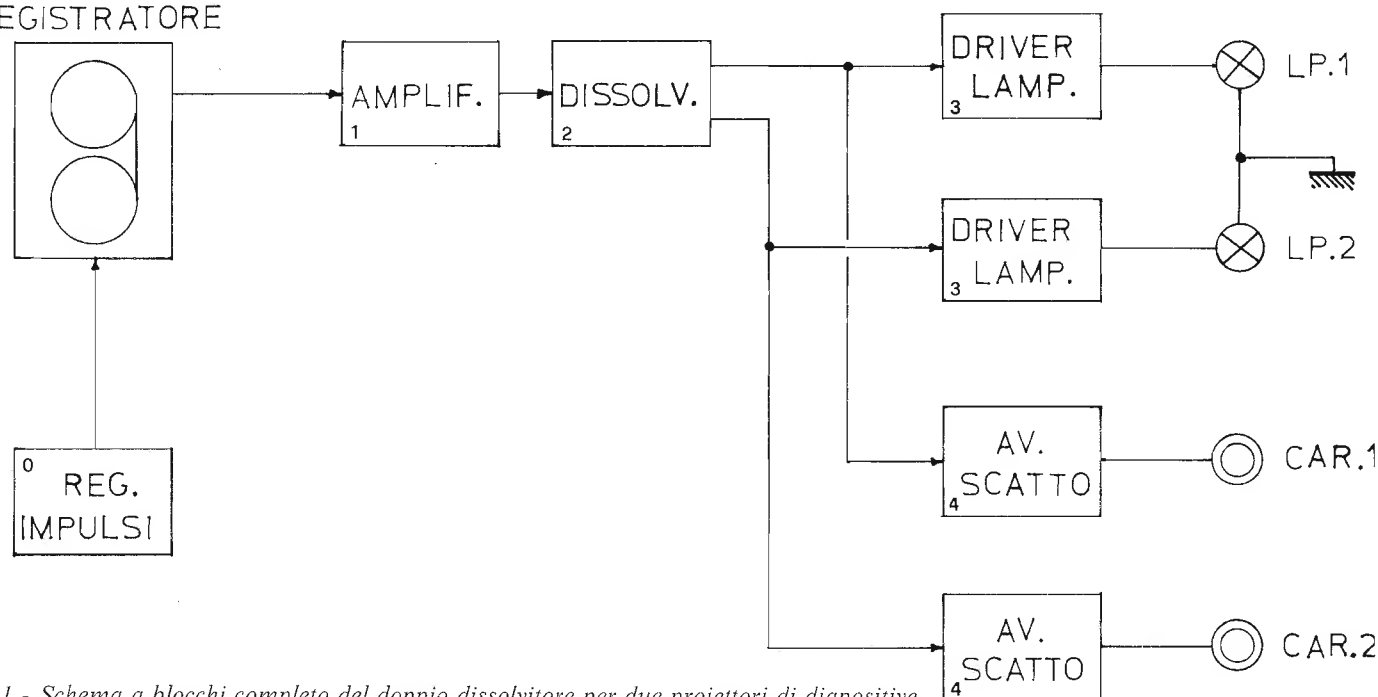 EGISTRATORE
AMPLIF.
1
DISSOLV.
2
DRIVER
LAMP.
3
LP.1
DRIVER
LAMP.
3
LP.2
0
REG.
IMPULSI
AV.
SCATTO
4
CAR.1
AV.
SCATTO
4
CAR.2
1 - Schema a blocchi completo del doppio dissolvitore per due proiettori di diapositive